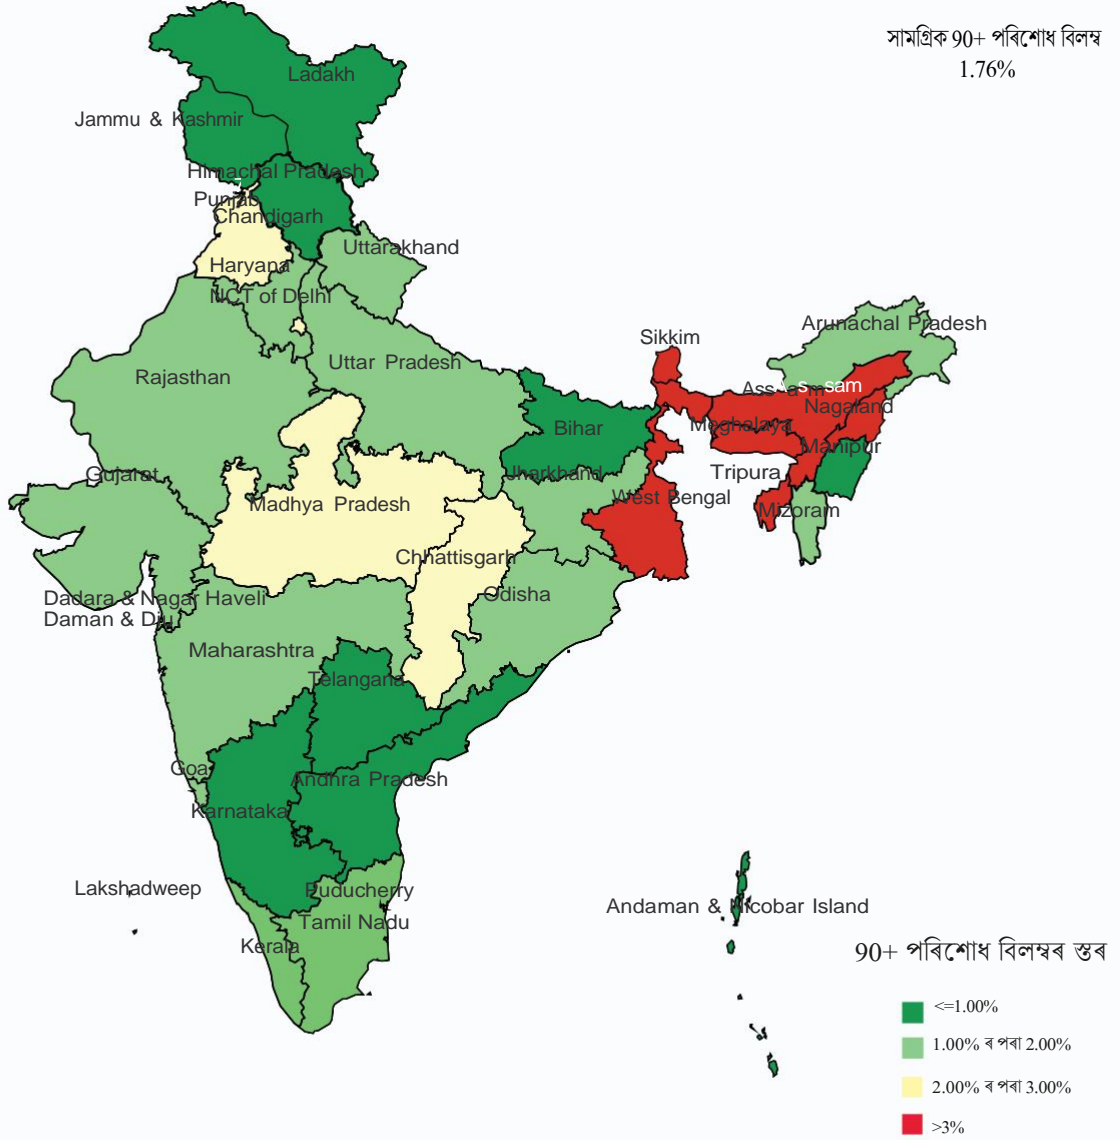 সামগ্ৰিক 90+ পৰিশোধ বিলম্ব
1.76%
Ladakh
Jammu & Kashmir
Himachal Pradesh
Punjab
Chandigarh
Uttarakhand
Haryana
NCT of Delhi
Arunachal Pradesh
Sikkim
Uttar Pradesh
Rajasthan
Assam
Nagaland
Meghalaya
Bihar
Manipur
Gujarat
Jharkhand
Tripura
West Bengal
Madhya Pradesh
Mizoram
Chhattisgarh
Odisha
Dadara & Nagar Haveli
Daman & Diu
Maharashtra
Telangana
Goa
Andhra Pradesh
Karnataka
Lakshadweep
Puducherry
Andaman & Nicobar Island
Tamil Nadu
Kerala
90+ পৰিশোধ বিলম্বৰ স্তৰ
<=1.00%
1.00% ৰ পৰা 2.00%
2.00% ৰ পৰা 3.00%
>3%